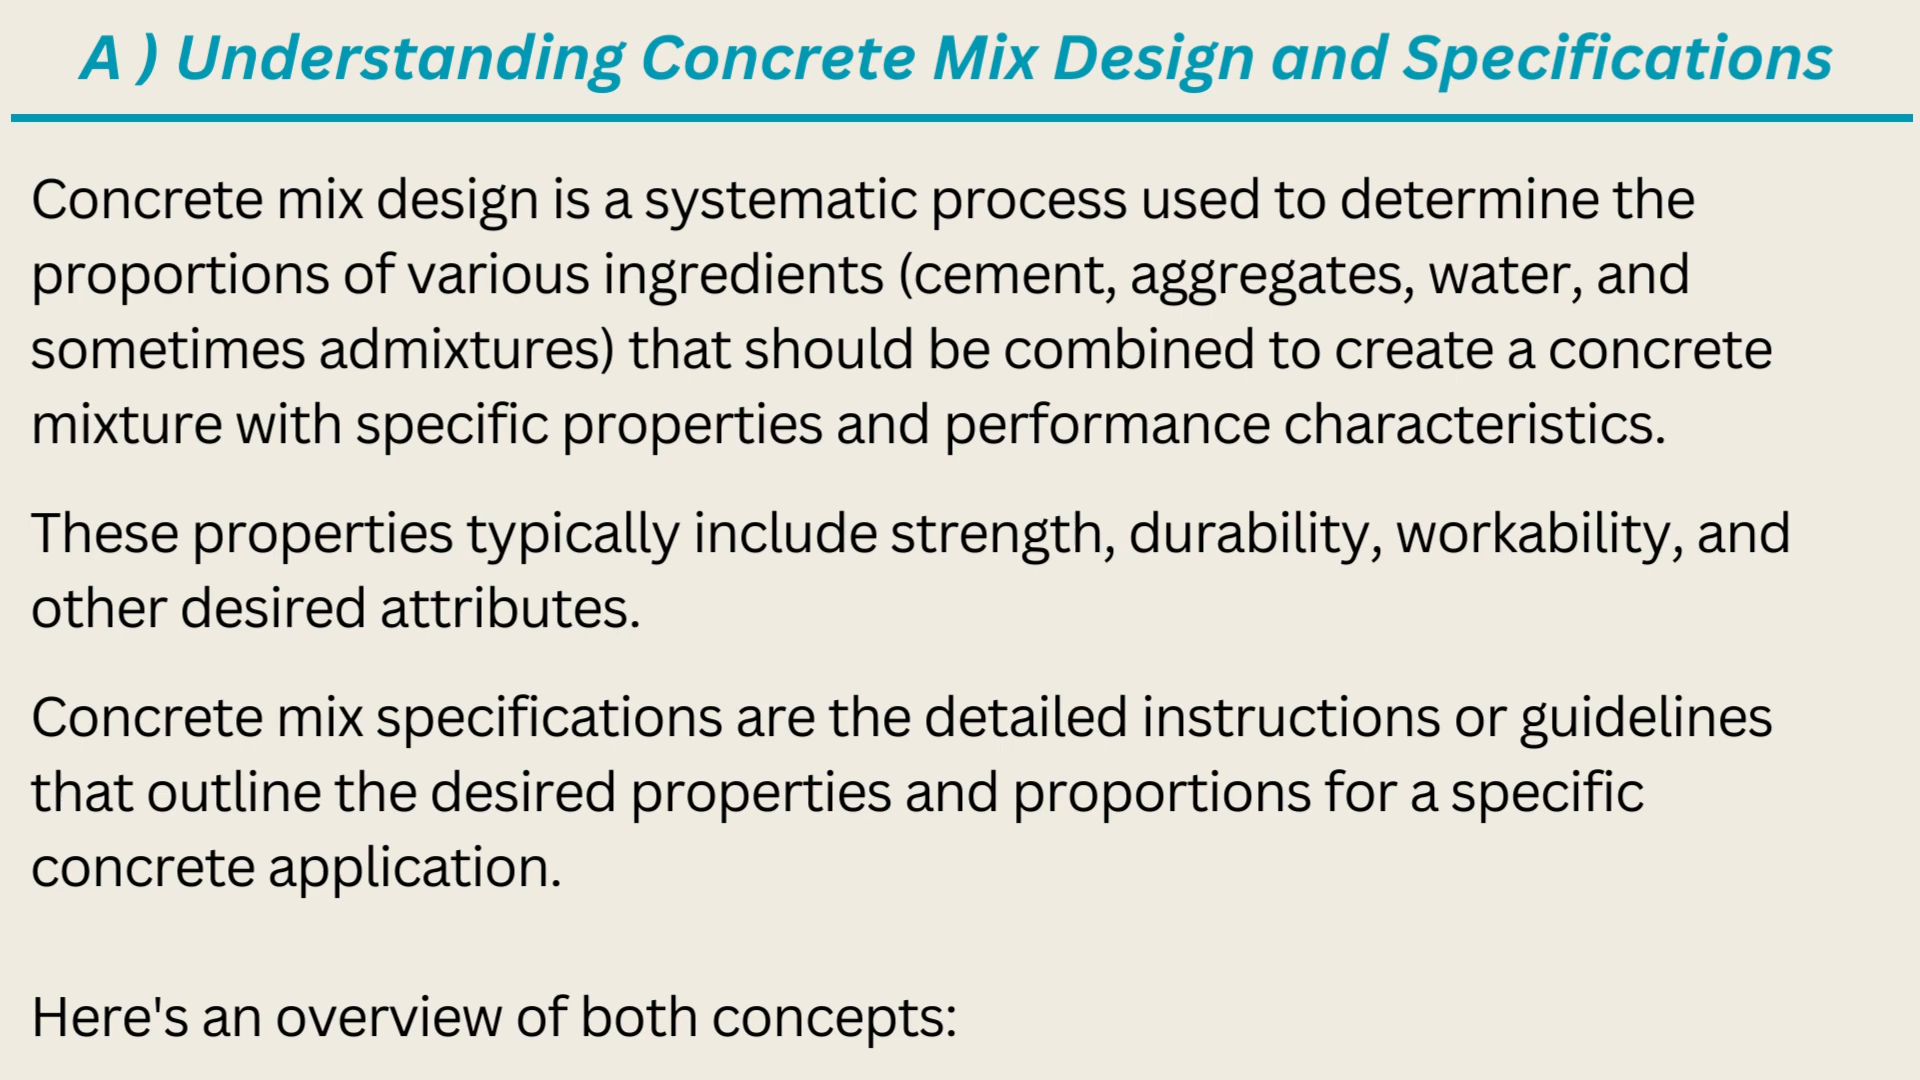 A ) Understanding Concrete Mix Design and Specifications
Concrete mix design is a systematic process used to determine the
proportions of various ingredients (cement, aggregates, water, and
sometimes admixtures) that should be combined to create a concrete
mixture with specific properties and performance characteristics.
These properties typically include strength, durability, workability, and
other desired attributes.
Concrete mix specifications are the detailed instructions or guidelines
that outline the desired properties and proportions for a specific
concrete application.
Here's an overview of both concepts: